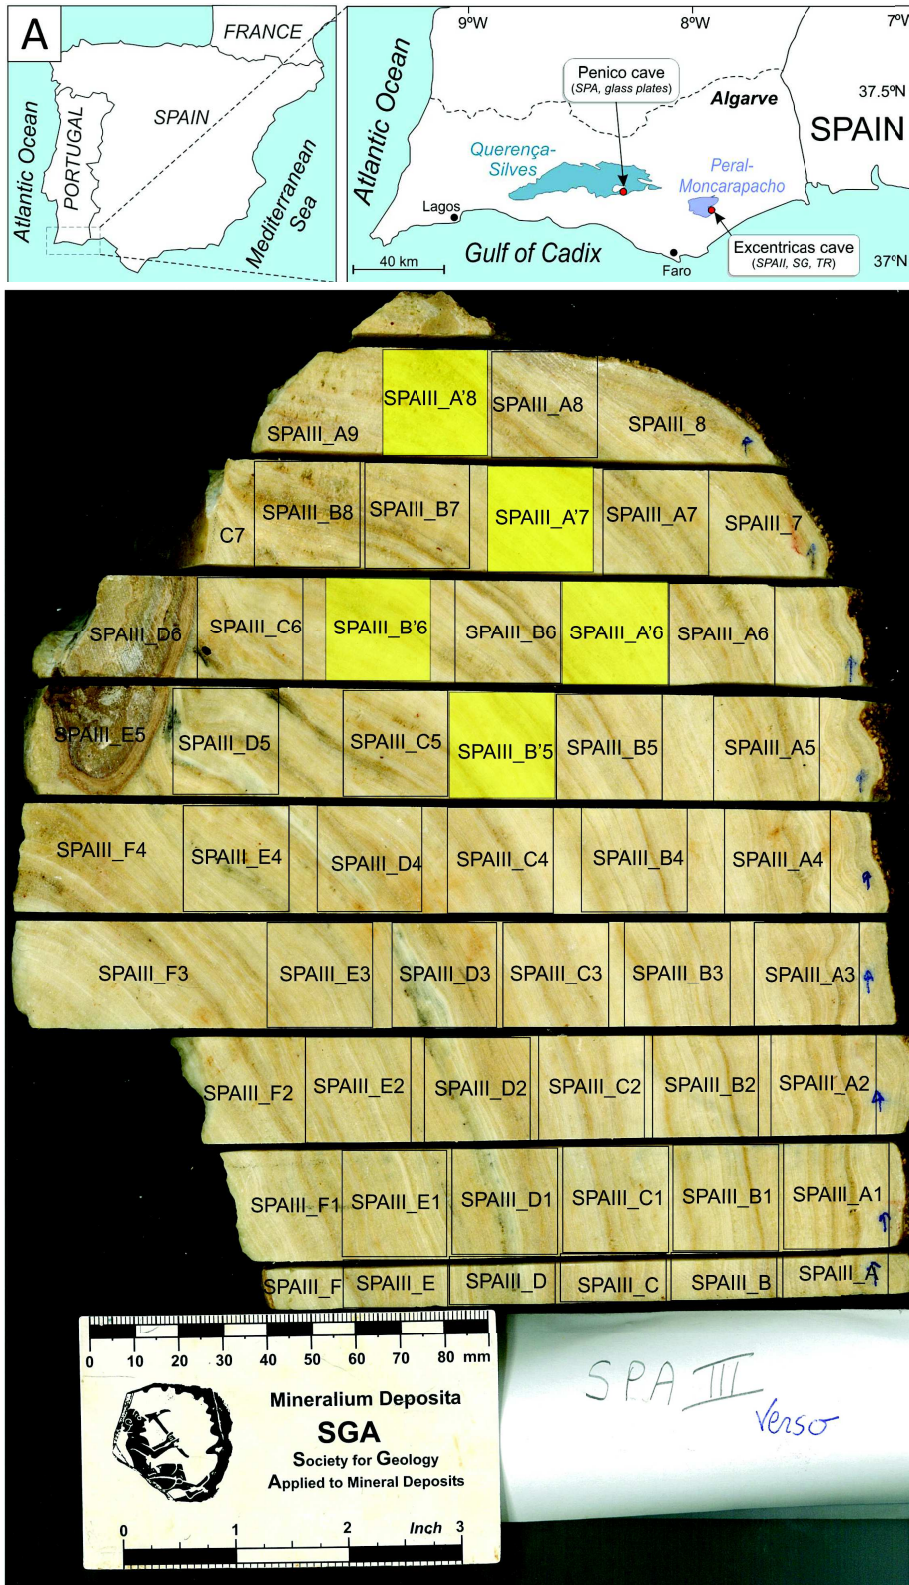 A
FRANCE
SPAIN
PORTUGAL
Atlantic Ocean
Mediterranean
Sea
9ºW
8ºW
7ºW
Atlantic Ocean
Penico cave
(SPA, glass plates)
Algarve
37.5ºN
SPAIN
Querença-
Silves
Peral-
Moncarapacho
Lagos
Gulf of Cadix
Faro
Excentricas cave
(SPAII, SG, TR)
40 km
37ºN
SPAIII_A9
SPAIII_A'8
SPAIII_A8
SPAIII_8
C7
SPAIII_B8
SPAIII_B7
SPAIII_A'7
SPAIII_A7
SPAIII_7
SPAIII_D6
SPAIII_C6
SPAIII_B'6
SPAIII_B6
SPAIII_A'6
SPAIII_A6
SPAIII_E5
SPAIII_D5
SPAIII_C5
SPAIII_B'5
SPAIII_B5
SPAIII_A5
SPAIII_F4
SPAIII_E4
SPAIII_D4
SPAIII_C4
SPAIII_B4
SPAIII_A4
SPAIII_F3
SPAIII_E3
SPAIII_D3
SPAIII_C3
SPAIII_B3
SPAIII_A3
SPAIII_F2
SPAIII_E2
SPAIII_D2
SPAIII_C2
SPAIII_B2
SPAIII_A2
SPAIII_F1
SPAIII_E1
SPAIII_D1
SPAIII_C1
SPAIII_B1
SPAIII_A1
SPAIII_F
SPAIII_E
SPAIII_D
SPAIII_C
SPAIII_B
SPAIII_A
0 10 20 30 40 50 60 70 80 mm
Mineralium Deposita
SGA
Society for Geology
Applied to Mineral Deposits
0 1 2 Inch 3
SPA III
Verso